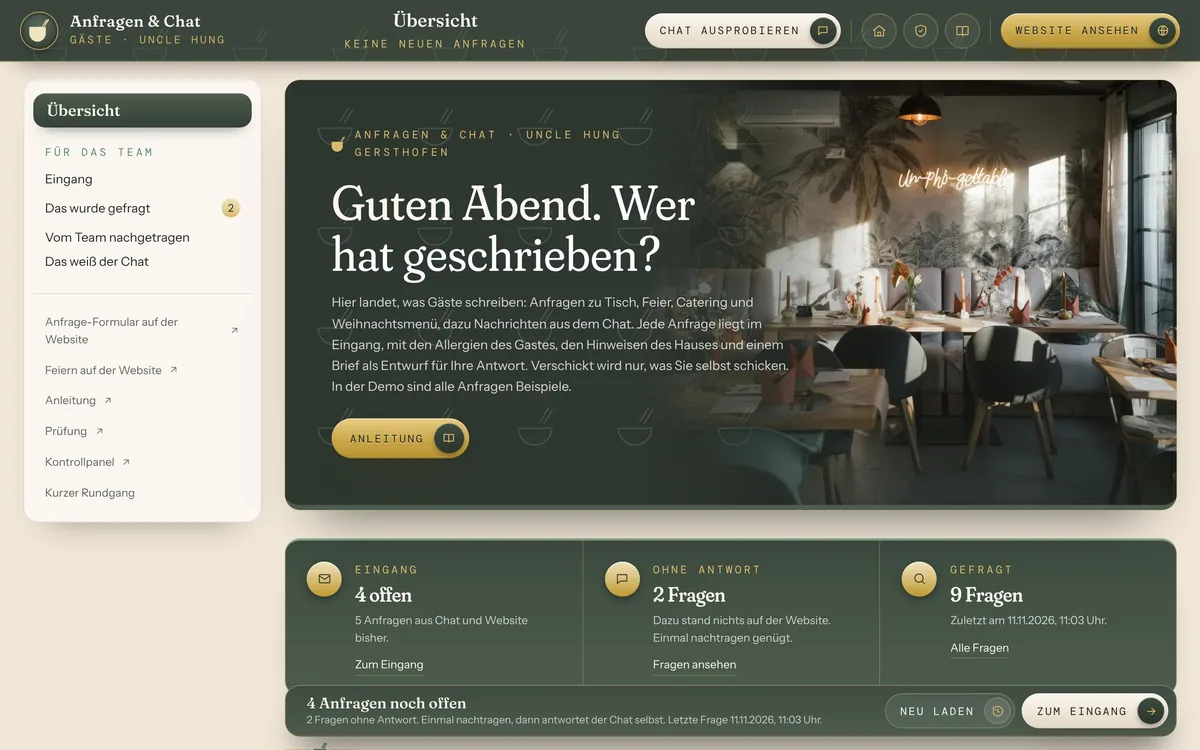 Anfragen & Chat
GÄSTE · UNCLE HUNG
Übersicht
KEINE NEUEN ANFRAGEN
CHAT AUSPROBIEREN
WEBSITE ANSEHEN
Übersicht
FÜR DAS TEAM
Eingang
Das wurde gefragt
2
Vom Team nachgetragen
Das weiß der Chat
Anfrage-Formular auf der
Website
Feiern auf der Website
Anleitung
Prüfung
Kontrollpanel
Kurzer Rundgang
ANFRAGEN & CHAT · UNCLE HUNG
GERSTHOFEN
Guten Abend. Wer
hat geschrieben?
Hier landet, was Gäste schreiben: Anfragen zu Tisch, Feier, Catering und
Weihnachtsmenü, dazu Nachrichten aus dem Chat. Jede Anfrage liegt im
Eingang, mit den Allergien des Gastes, den Hinweisen des Hauses und einem
Brief als Entwurf für Ihre Antwort. Verschickt wird nur, was Sie selbst schicken.
In der Demo sind alle Anfragen Beispiele.
ANLEITUNG
Um-phở-gettable
EINGANG
4 offen
5 Anfragen aus Chat und Website
bisher.
Zum Eingang
OHNE ANTWORT
2 Fragen
Dazu stand nichts auf der Website.
Einmal nachtragen genügt.
Fragen ansehen
GEFRAGT
9 Fragen
Zuletzt am 11.11.2026, 11:03 Uhr.
Alle Fragen
4 Anfragen noch offen
2 Fragen ohne Antwort. Einmal nachtragen, dann antwortet der Chat selbst. Letzte Frage 11.11.2026, 11:03 Uhr.
NEU LADEN
ZUM EINGANG